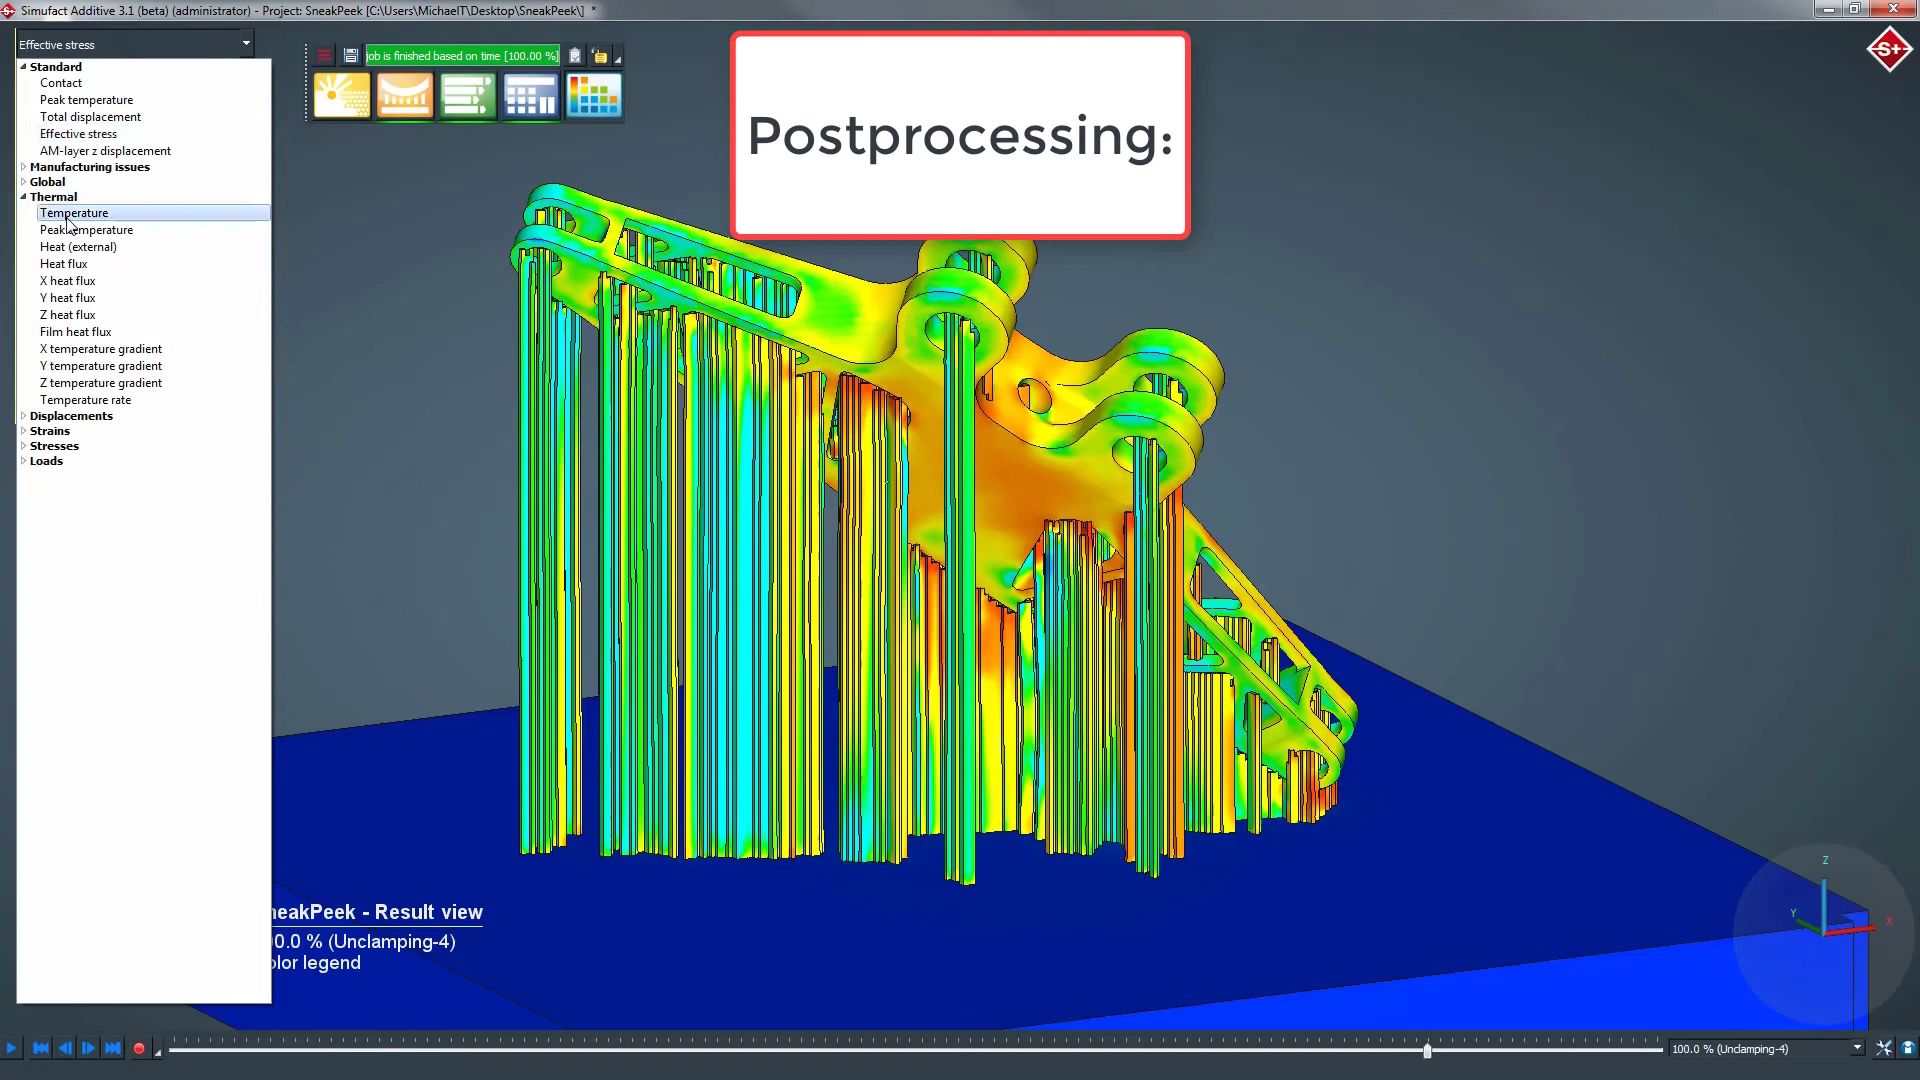 Simufact Additive 3.1 (beta) (administrator) - Project: SneakPeek [C:\Users\MichaelT\Desktop\SneakPeek\] *
Effective stress
Standard
Contact
Peak temperature
Total displacement
Effective stress
AM-layer z displacement
Manufacturing issues
Global
Thermal
Temperature
Peak temperature
Heat (external)
Heat flux
X heat flux
Y heat flux
Z heat flux
Film heat flux
X temperature gradient
Y temperature gradient
Z temperature gradient
Temperature rate
Displacements
Strains
Stresses
Loads
job is finished based on time [100.00 %]
Postprocessing:
S+
neakPeek - Result view
0.0 % (Unclamping-4)
olor legend
Z
Y
X
100.0 % (Unclamping-4)